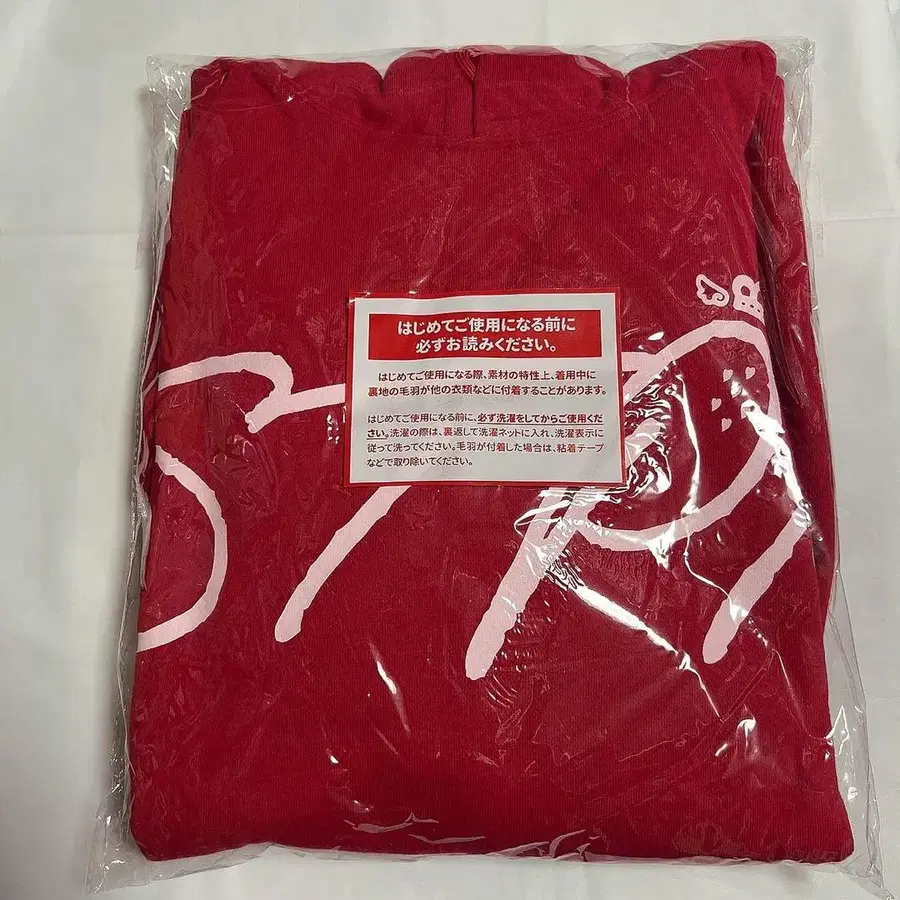 はじめてご使用になる前に
必ずお読みください。
はじめてご使用になる際、素材の特性上、着用中に
裏地の毛羽が他の衣類などに付着することがあります。
はじめてご使用になる前に、必ず洗濯をしてからご使用くだ
さい。洗濯の際は、裏返して洗濯ネットに入れ、洗濯表示に
従って洗ってください。毛羽が付着した場合は、粘着テープ
などで取り除いてください。